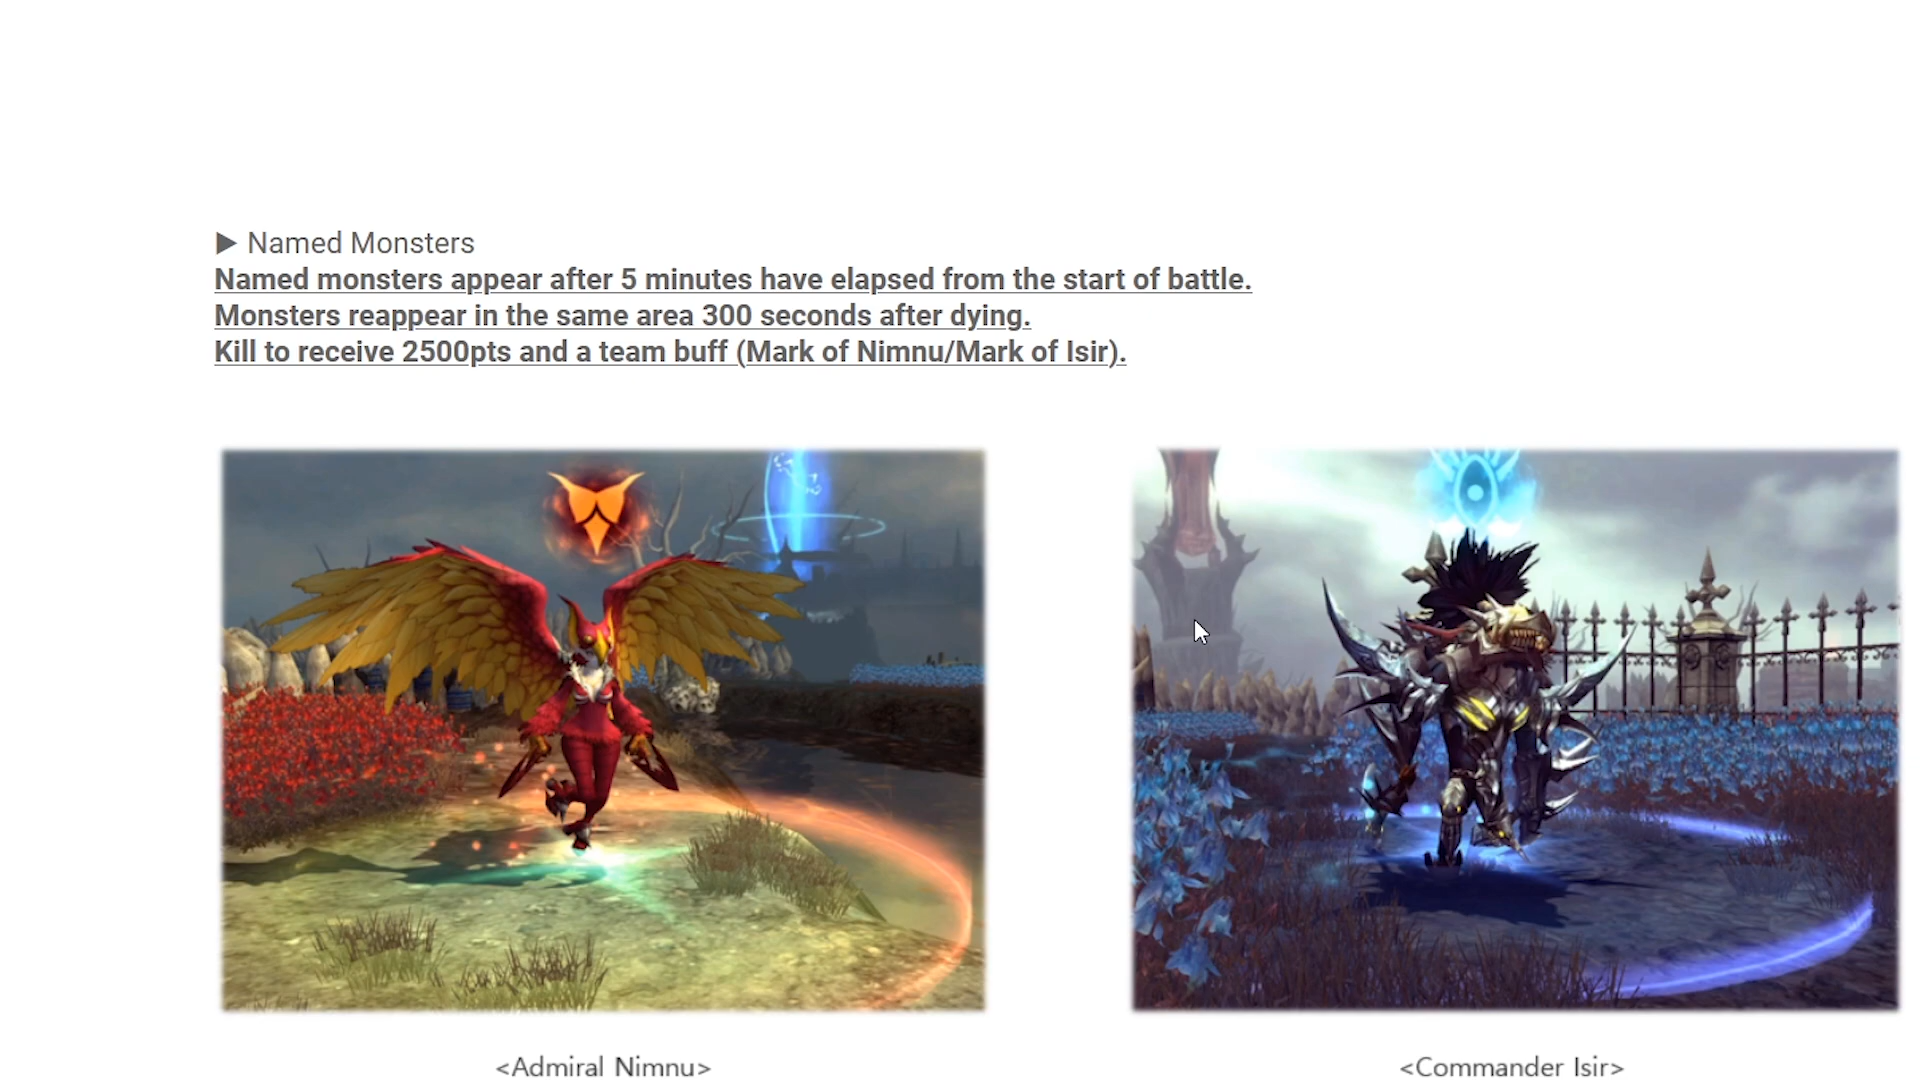 ▶ Named Monsters
Named monsters appear after 5 minutes have elapsed from the start of battle.
Monsters reappear in the same area 300 seconds after dying.
Kill to receive 2500pts and a team buff (Mark of Nimnu/Mark of Isir).
<Admiral Nimnu>
<Commander Isir>